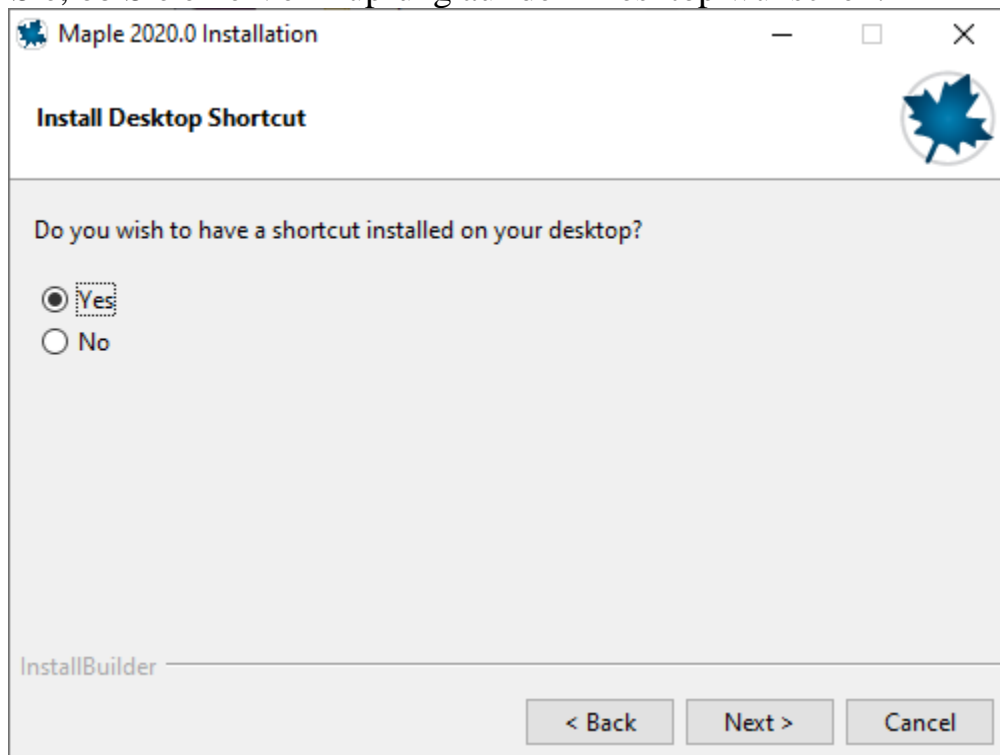 Maple 2020.0 Installation
Install Desktop Shortcut
Do you wish to have a shortcut installed on your desktop?
Yes
No
InstallBuilder
< Back Next > Cancel